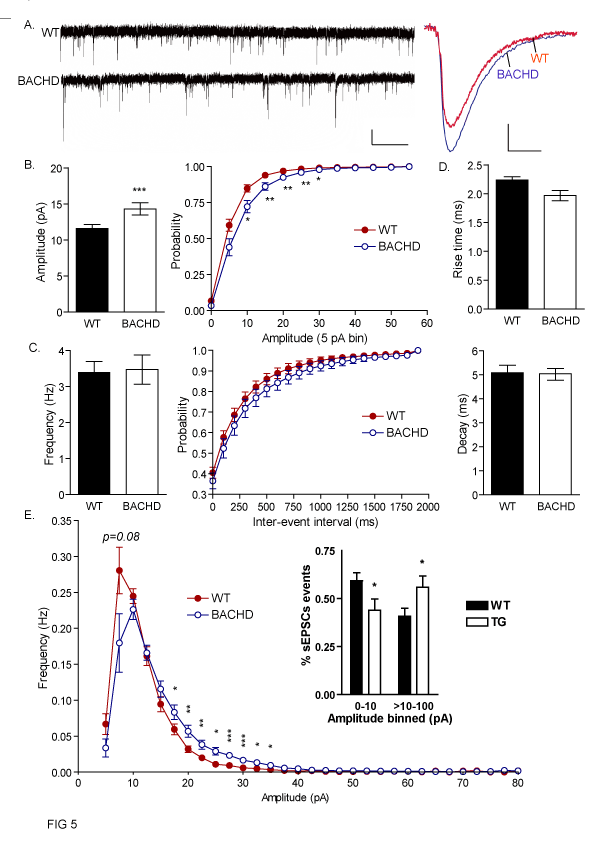 A.
WT
BACHD
WT
BACHD
B.
Amplitude (pA)
20
15
10
5
0
***
WT BACHD
Probability
1.00
0.75
0.50
0.25
0.00
* ** ** ** *
WT
BACHD
0 10 20 30 40 50 60
Amplitude (5 pA bin)
D.
Rise time (ms)
2.5
2.0
1.5
1.0
0.5
0.0
WT BACHD
C.
Frequency (Hz)
4
3
2
1
0
WT BACHD
Probability
1.0
0.9
0.8
0.7
0.6
0.5
0.4
0.3
WT
BACHD
0 250 500 750 1000 1250 1500 1750 2000
Inter-event interval (ms)
Decay (ms)
6
5
4
3
2
1
0
WT BACHD
E.
Frequency (Hz)
0.35
0.30
0.25
0.20
0.15
0.10
0.05
0.00
p=0.08
WT
BACHD
* ** ** * *** *** * *
0 10 20 30 40 50 60 70 80
Amplitude (pA)
% sEPSCs events
0.75
0.50
0.25
0.00
* *
0-10 >10-100
Amplitude binned (pA)
WT
TG
FIG 5